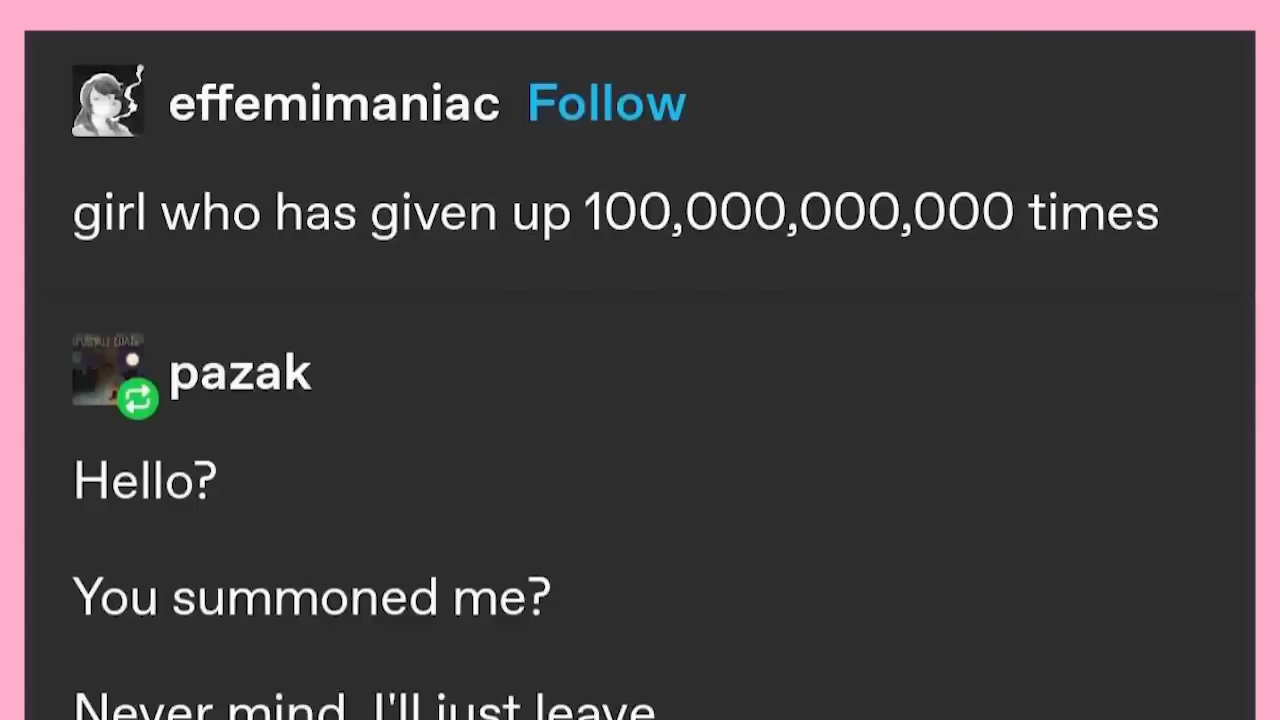 effemimaniac Follow
girl who has given up 100,000,000,000 times
pazak
Hello?
You summoned me?
Never mind, I'll just leave